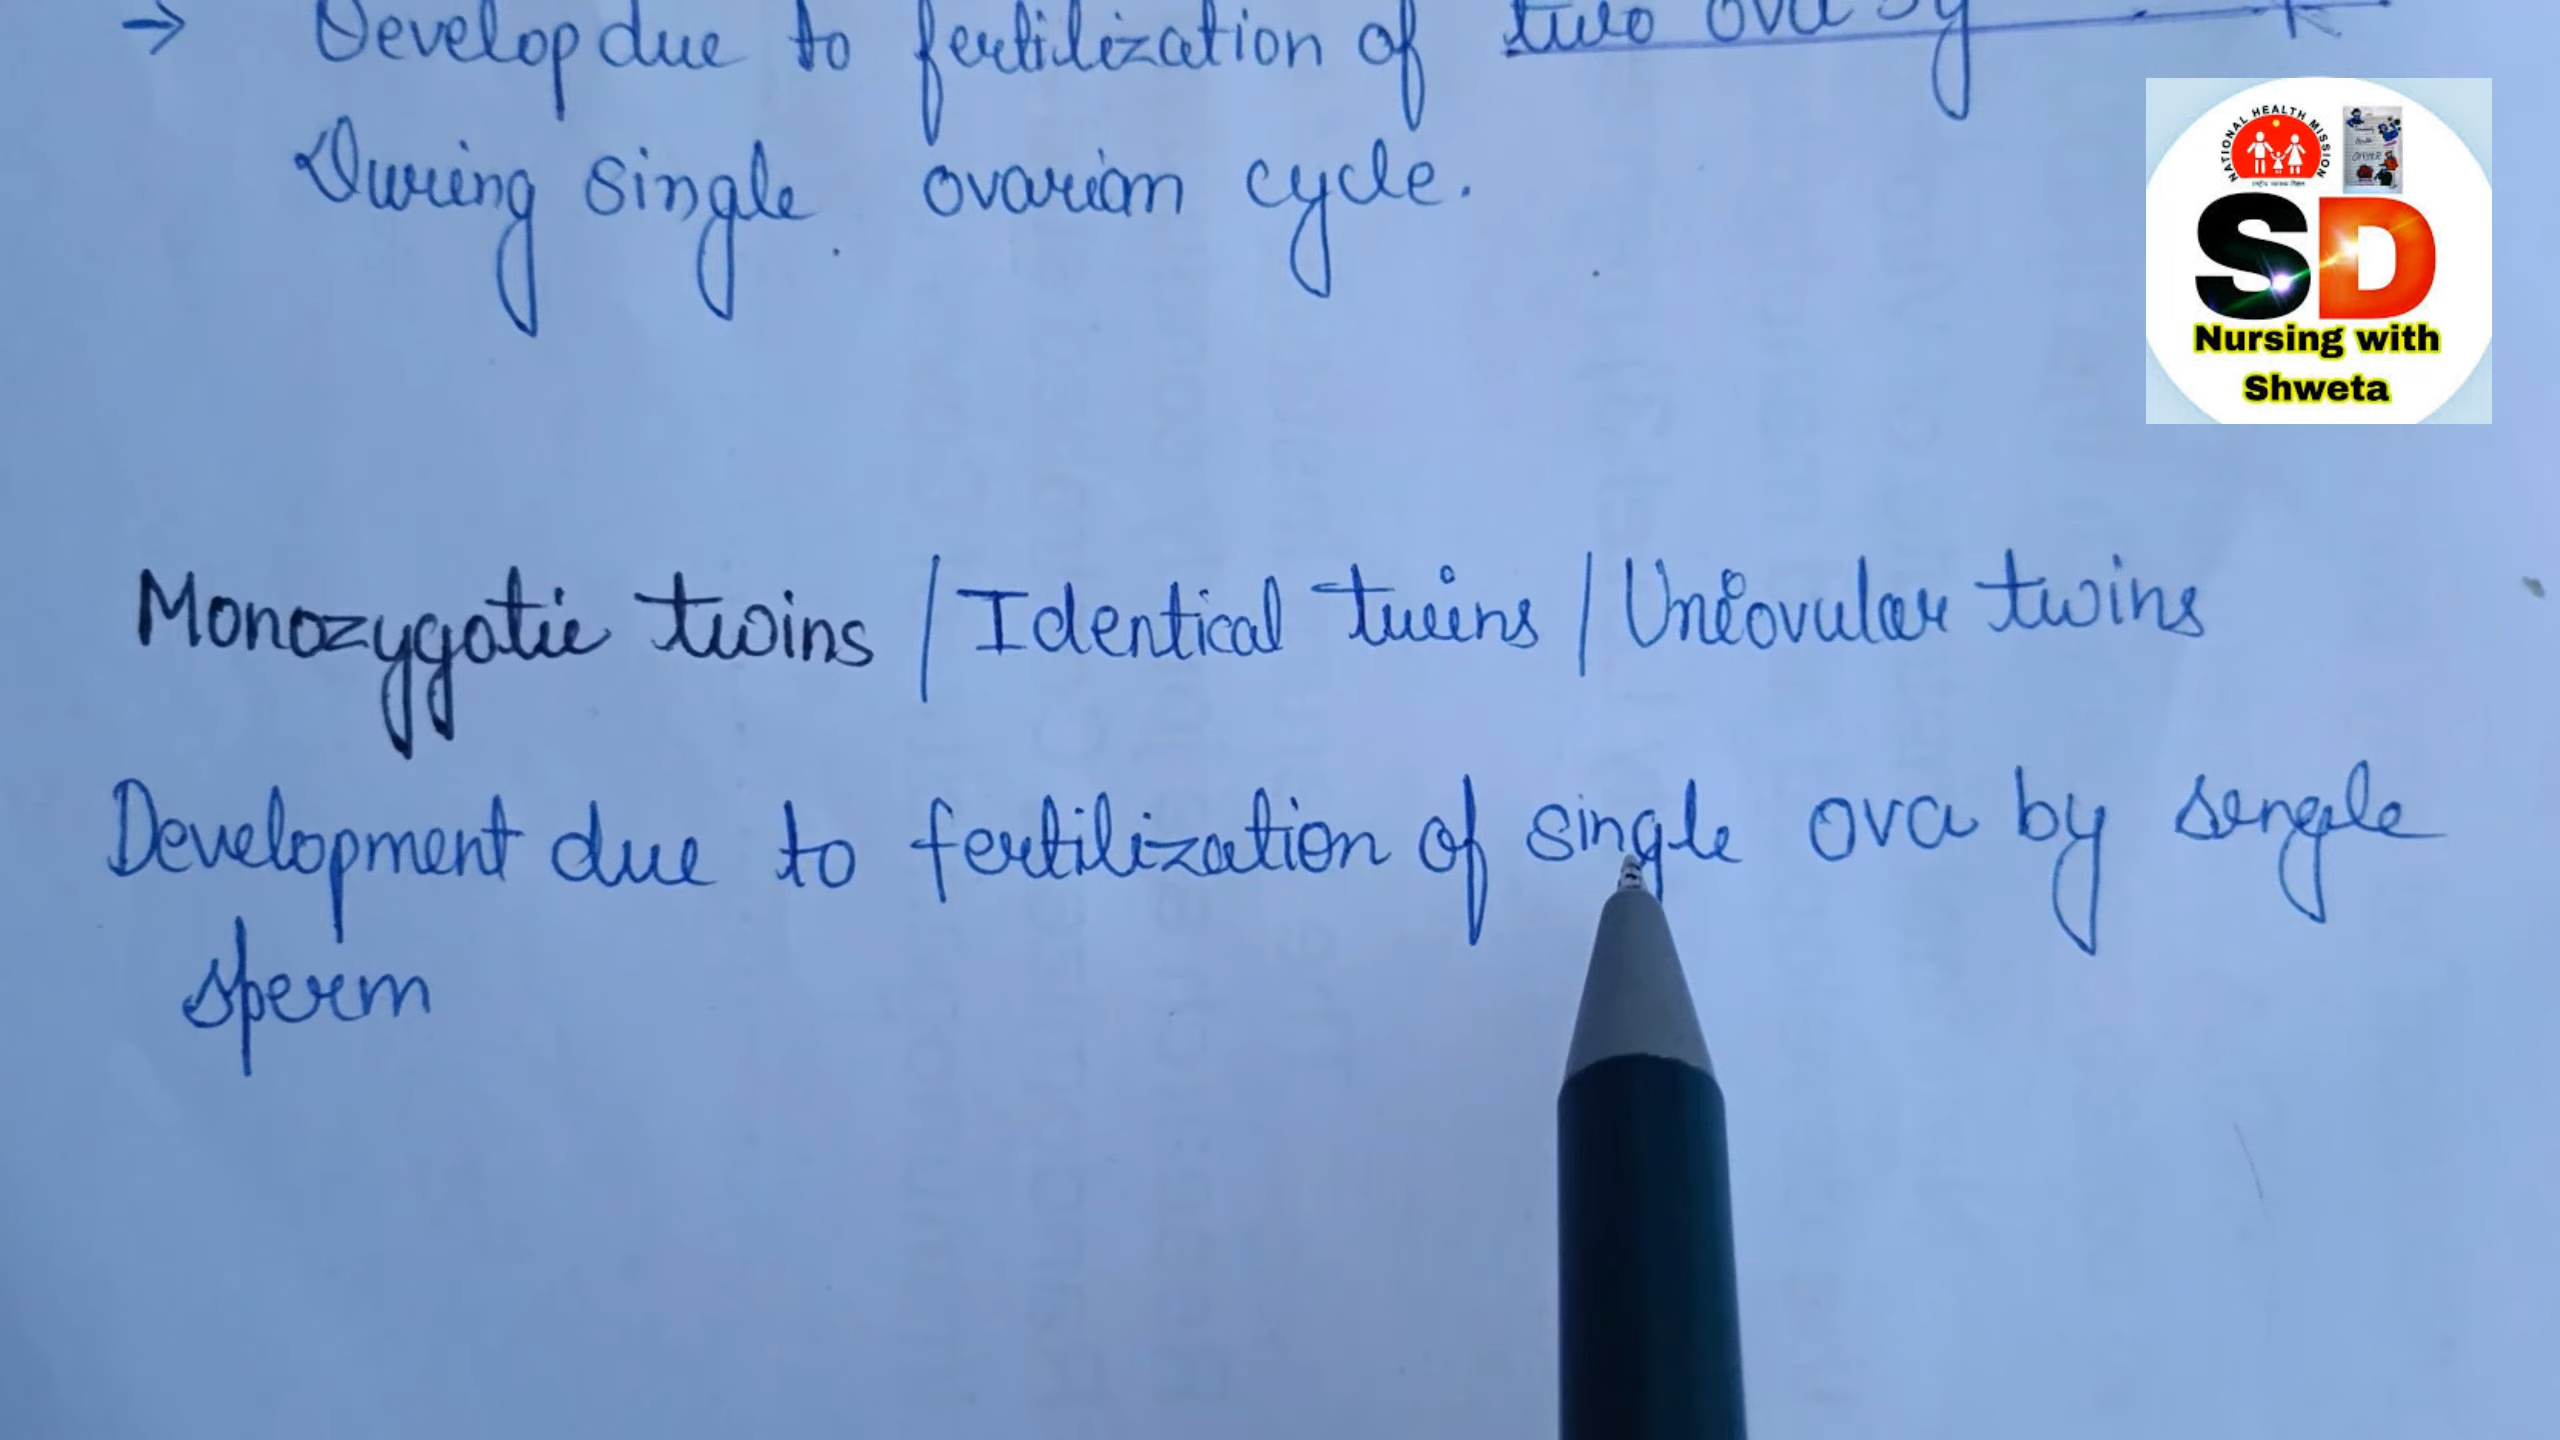 → Develop due to fertilization of two ova by
During single ovarian cycle.
NATIONAL HEALTH MISSION
SD
Nursing with
Shweta
Monozygotic twins / Identical twins / Uniovular twins
Development due to fertilization of single ova by single
sperm